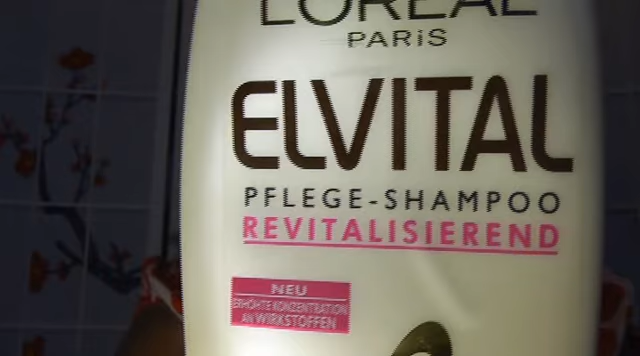 L'ORÉAL
PARiS
ELVITAL
PFLEGE-SHAMPOO
REVITALISIEREND
NEU
ERHÖHTE KONZENTRATION
AN WIRKSTOFFEN